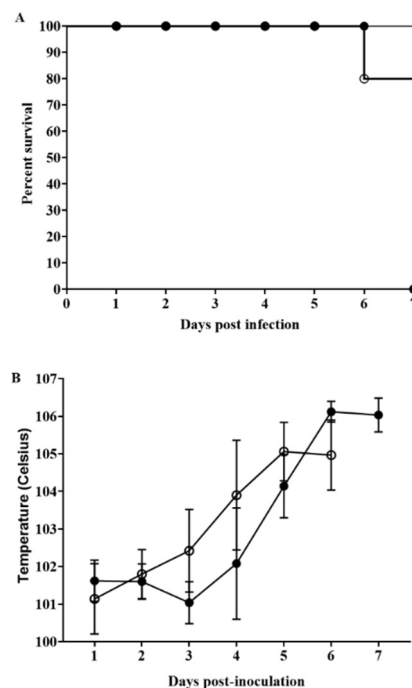 A
100
90
80
70
60
50
40
30
20
10
0
Percent survival
0 1 2 3 4 5 6 7
Days post infection
B
107
106
105
104
103
102
101
100
Temperature (Celsius)
1 2 3 4 5 6 7
Days post-inoculation